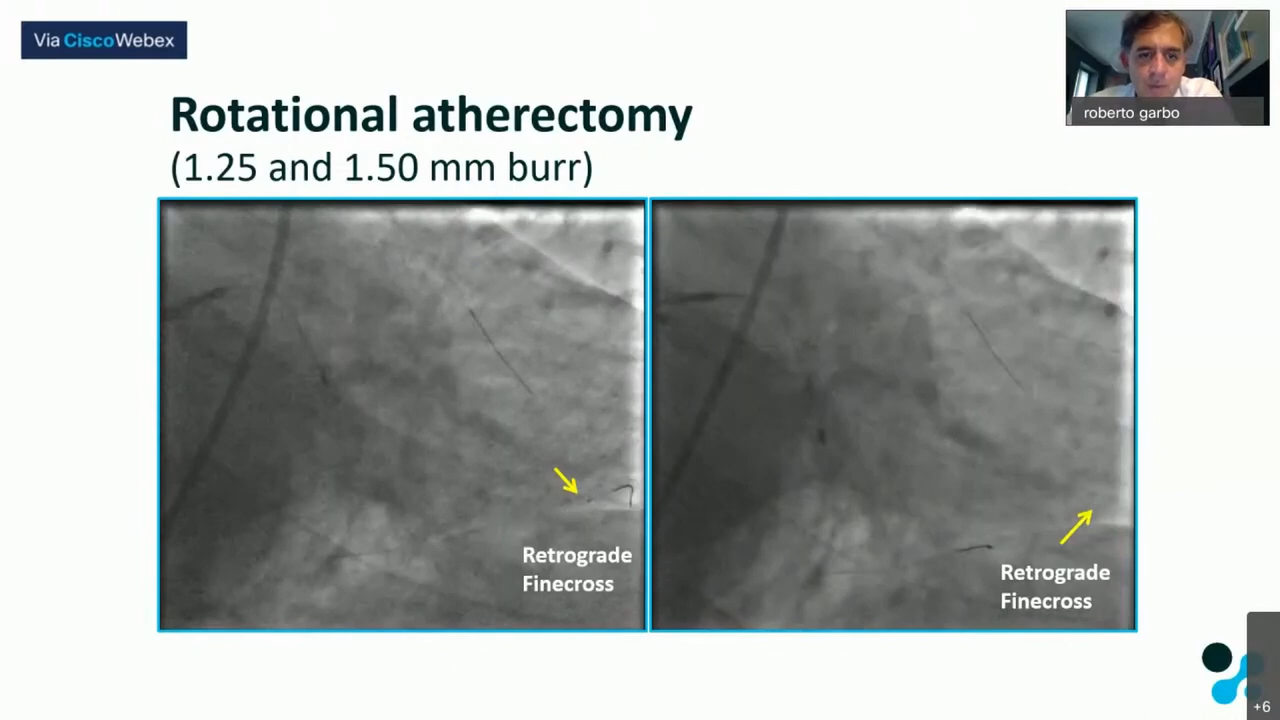 Via CiscoWebex
roberto garbo
Rotational atherectomy
(1.25 and 1.50 mm burr)
Retrograde
Finecross
Retrograde
Finecross
+6